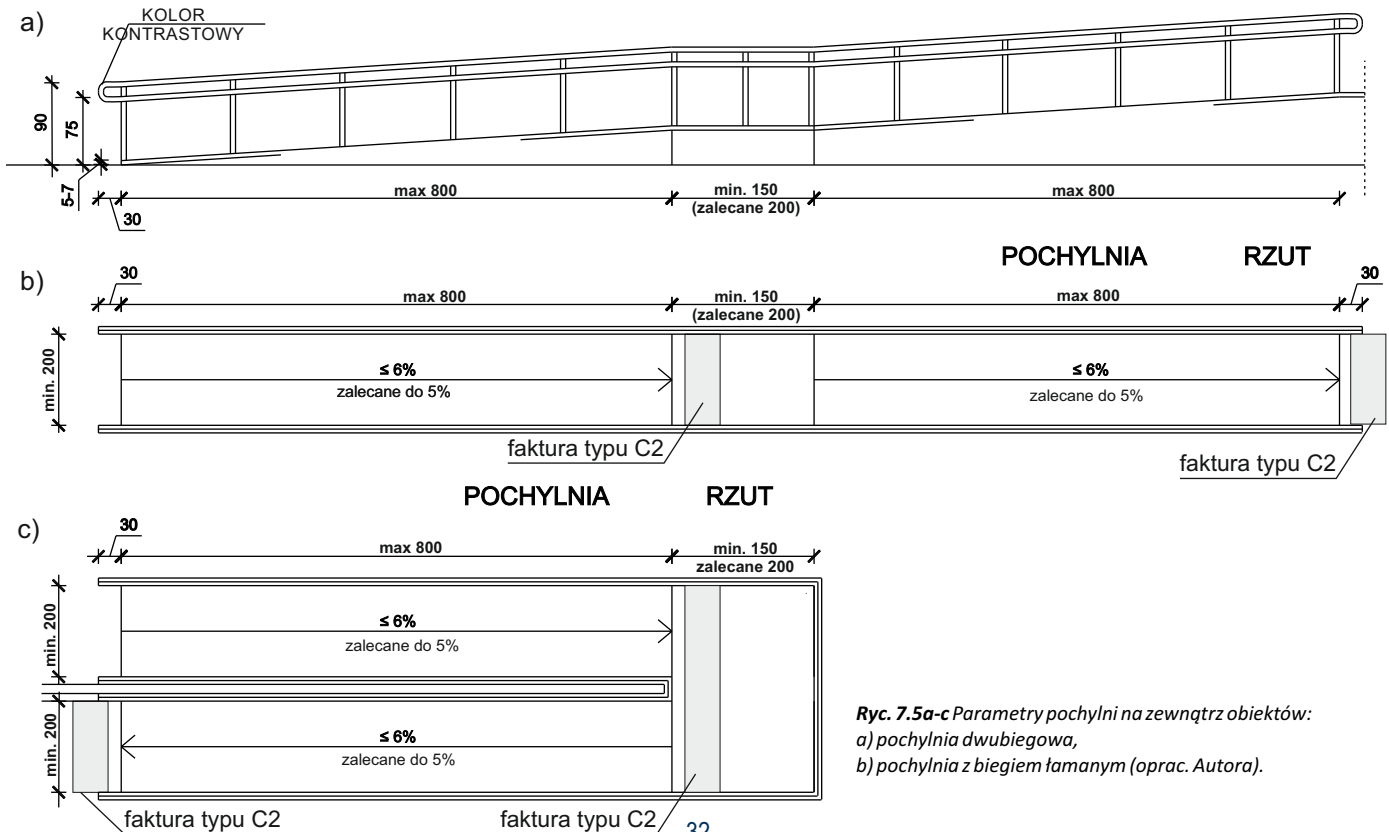 a)
KOLOR
KONTRASTOWY
90
75
5-7
30
max 800
min. 150
(zalecane 200)
max 800
POCHYLNIA RZUT
b)
30
max 800
min. 150
(zalecane 200)
max 800
30
min. 200
≤ 6%
zalecane do 5%
≤ 6%
zalecane do 5%
faktura typu C2
faktura typu C2
POCHYLNIA RZUT
c)
30
max 800
min. 150
zalecane 200
min. 200
≤ 6%
zalecane do 5%
min. 200
≤ 6%
zalecane do 5%
faktura typu C2
faktura typu C2
32
Ryc. 7.5a-c Parametry pochylni na zewnątrz obiektów:
a) pochylnia dwubiegowa,
b) pochylnia z biegiem łamanym (oprac. Autora).